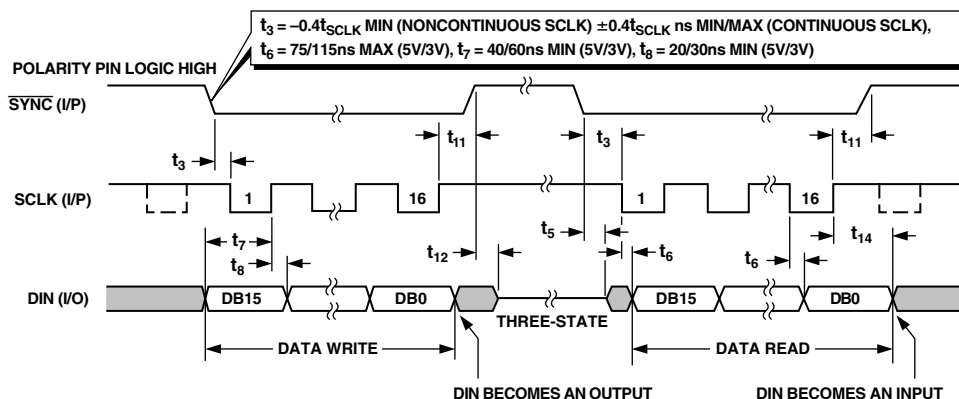 t3 = –0.4tSCLK MIN (NONCONTINUOUS SCLK) ±0.4tSCLK ns MIN/MAX (CONTINUOUS SCLK),
t6 = 75/115ns MAX (5V/3V), t7 = 40/60ns MIN (5V/3V), t8 = 20/30ns MIN (5V/3V)
POLARITY PIN LOGIC HIGH
SYNC (I/P)
t11
t3
t11
t3
SCLK (I/P)
1
16
1
16
t7
t12
t5
t14
t8
t6
t6
DIN (I/O)
DB15
DB0
THREE-STATE
DB15
DB0
DATA WRITE
DATA READ
DIN BECOMES AN OUTPUT
DIN BECOMES AN INPUT